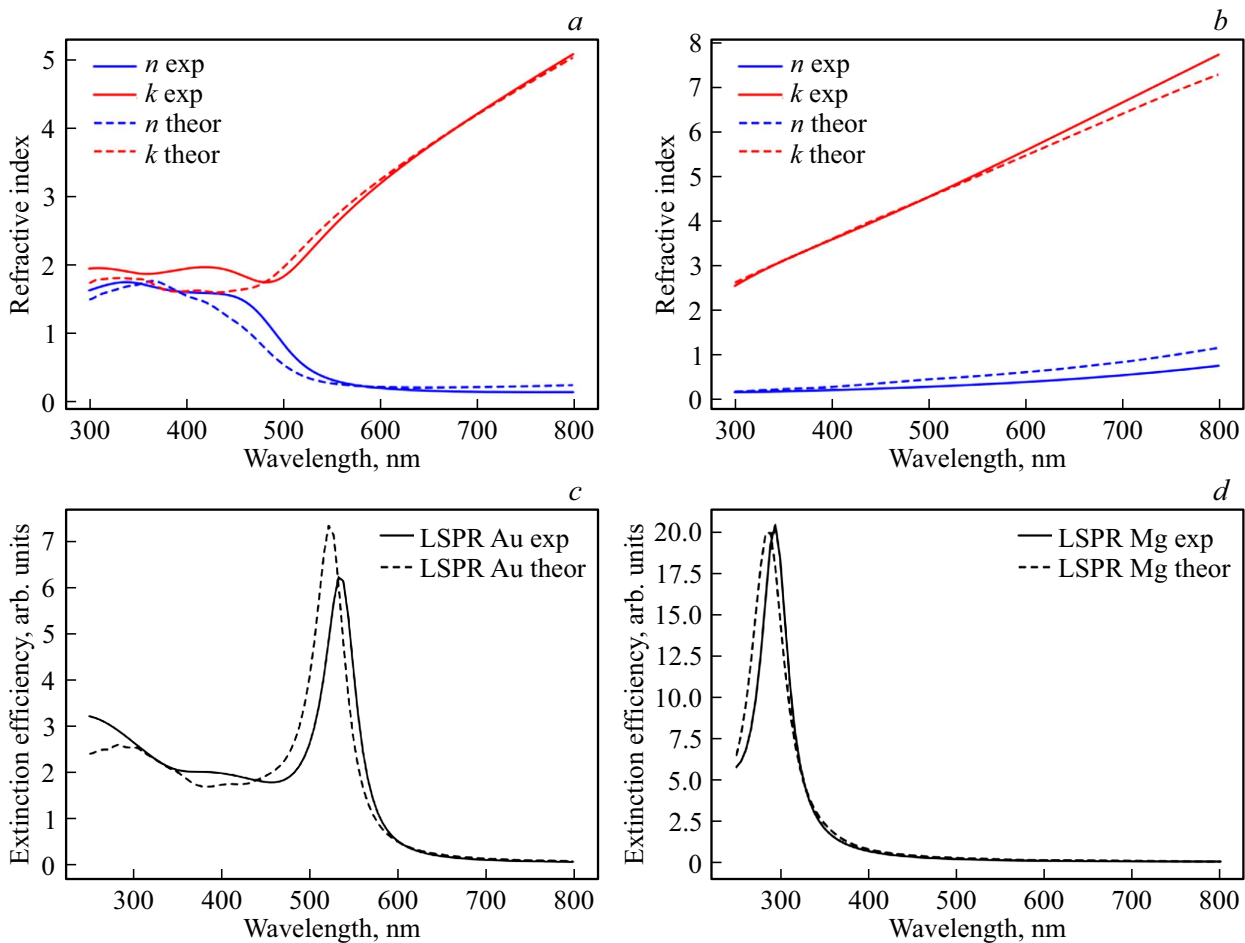 a
5
4
3
2
1
0
Refractive index
n exp
k exp
n theor
k theor
300 400 500 600 700 800
Wavelength, nm
b
8
7
6
5
4
3
2
1
0
Refractive index
n exp
k exp
n theor
k theor
300 400 500 600 700 800
Wavelength, nm
c
7
6
5
4
3
2
1
0
Extinction efficiency, arb. units
LSPR Au exp
LSPR Au theor
300 400 500 600 700 800
Wavelength, nm
d
20.0
17.5
15.0
12.5
10.0
7.5
5.0
2.5
0
Extinction efficiency, arb. units
LSPR Mg exp
LSPR Mg theor
300 400 500 600 700 800
Wavelength, nm